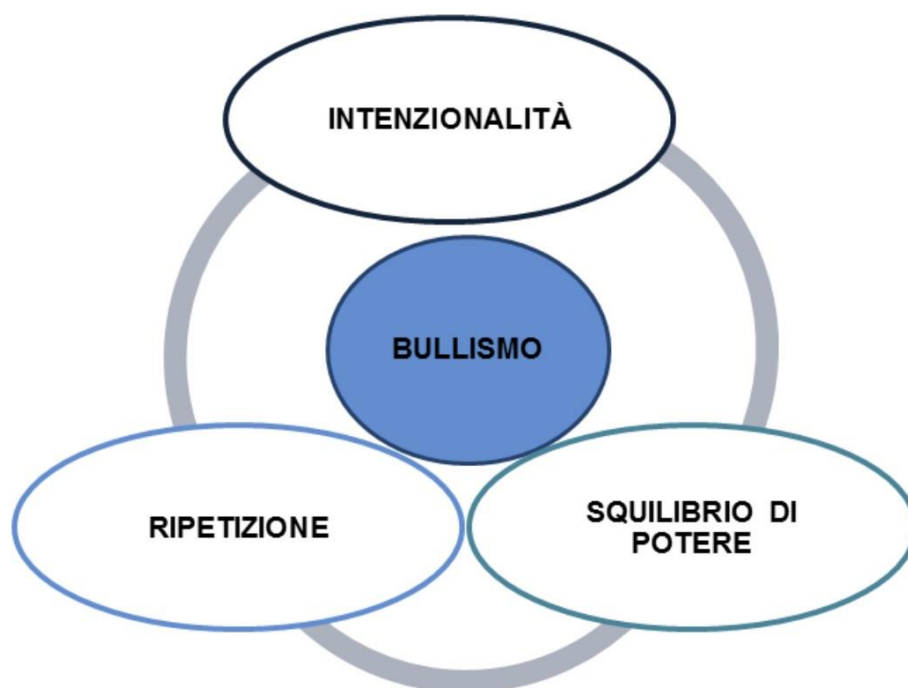 INTENZIONALITÀ
BULLISMO
RIPETIZIONE
SQUILIBRIO DI
POTERE